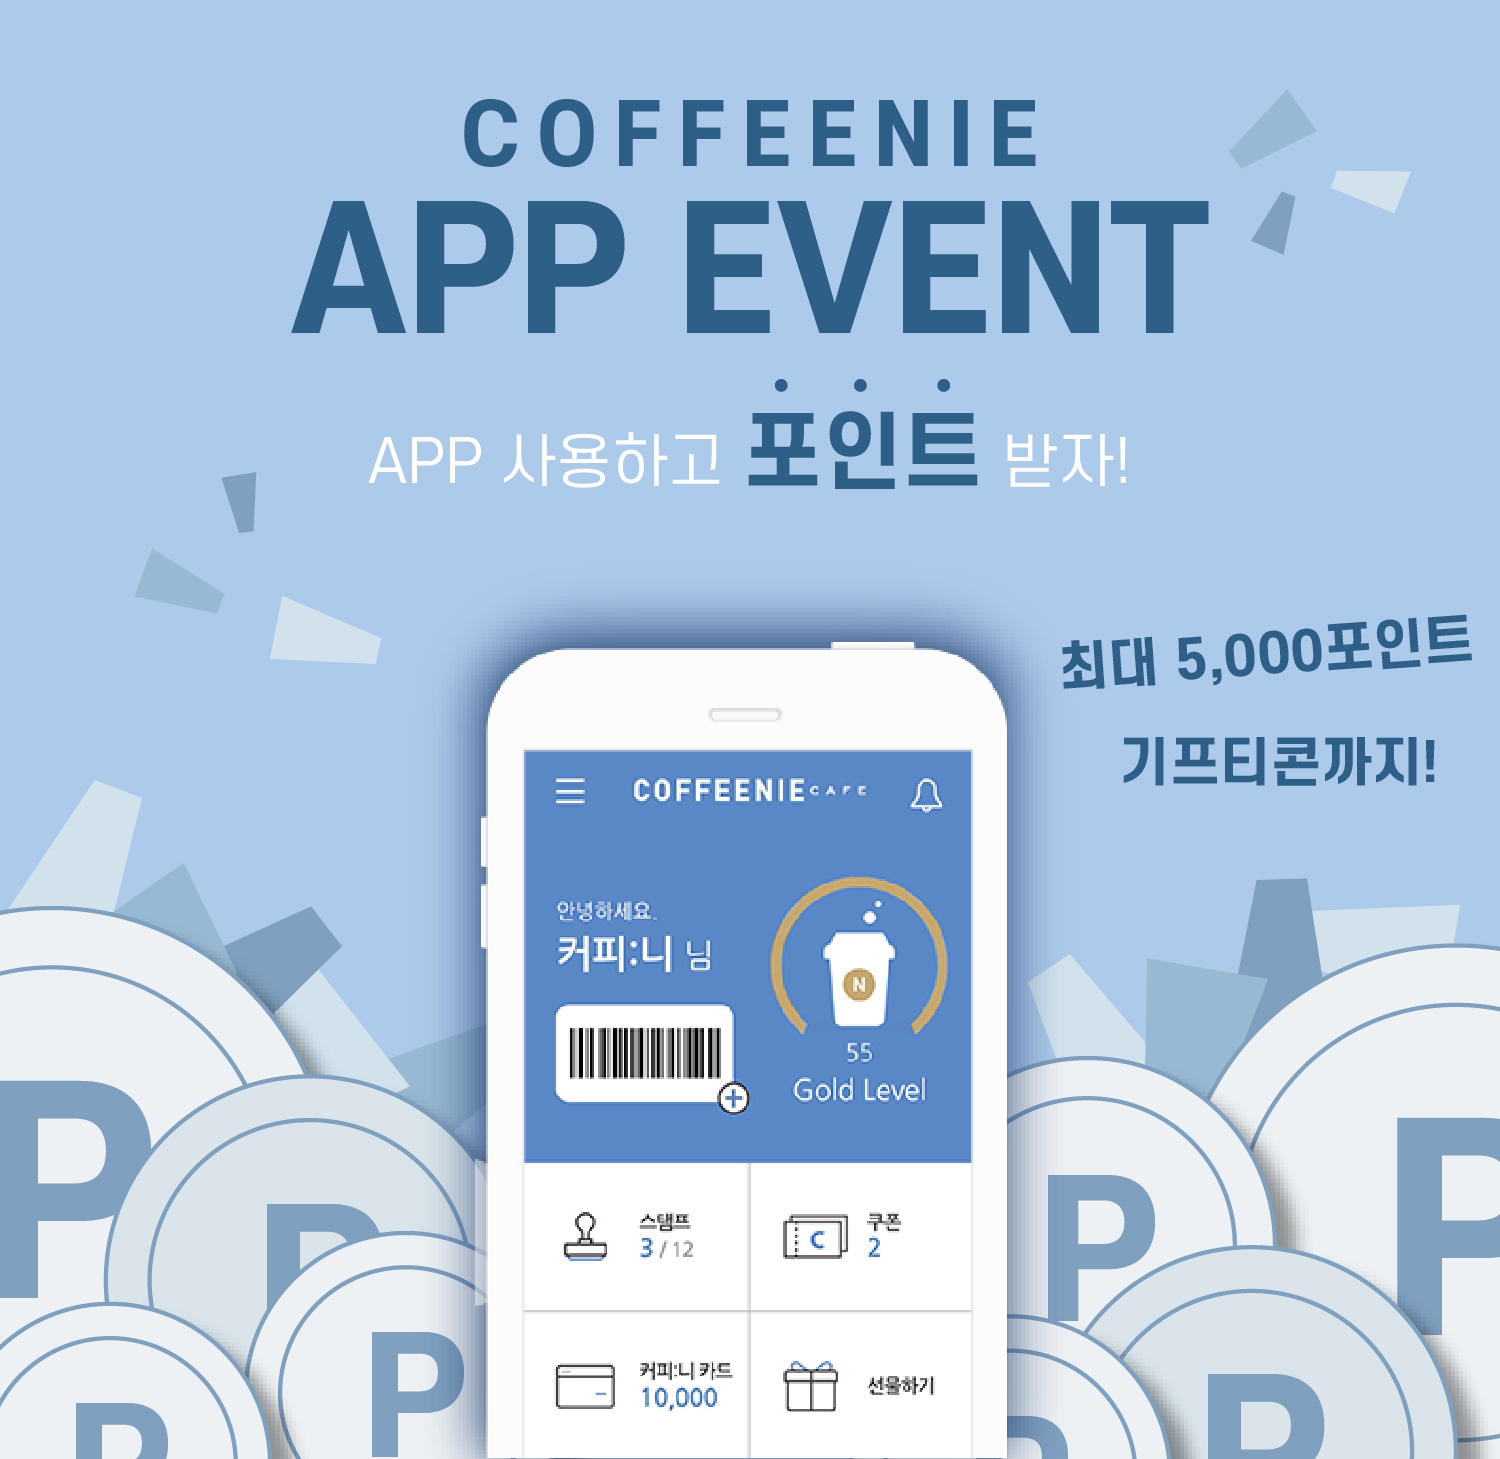 COFFEENIE
APP EVENT
APP 사용하고 포인트 받자!
최대 5,000포인트
기프티콘까지!
COFFEENIE CAFE
안녕하세요.
커피:니 님
N
55
Gold Level
스탬프
3 / 12
C
쿠폰
2
커피:니 카드
10,000
선물하기
P
P
P
P
P
P
P
P